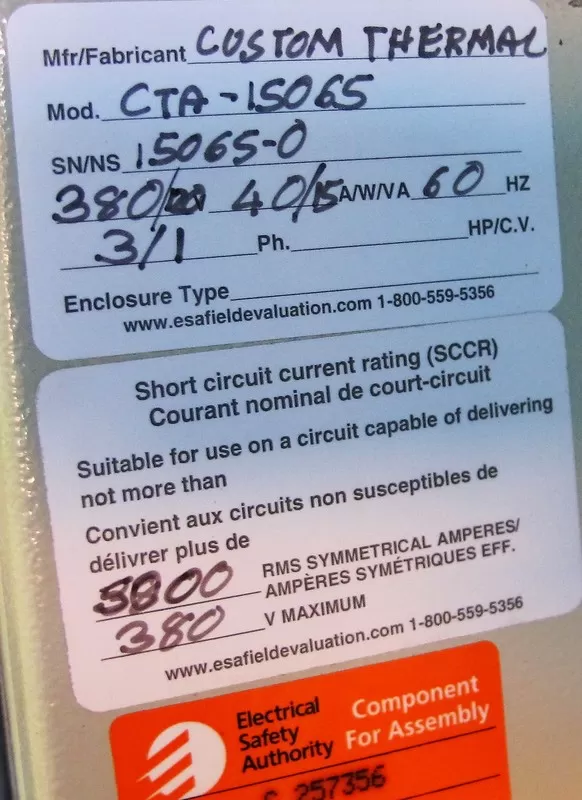 Mfr/Fabricant CUSTOM THERMAL
Mod. CTA-15065
SN/NS 15065-0
380/ V 40/15 A/W/VA 60 HZ
3/1 Ph. HP/C.V.
Enclosure Type
www.esafieldevaluation.com 1-800-559-5356
Short circuit current rating (SCCR)
Courant nominal de court-circuit
Suitable for use on a circuit capable of delivering
not more than
Convient aux circuits non susceptibles de
délivrer plus de
5800 RMS SYMMETRICAL AMPERES/
AMPÈRES SYMÉTRIQUES EFF.
380 V MAXIMUM
www.esafieldevaluation.com 1-800-559-5356
Electrical
Safety
Authority
Component
For Assembly
257356